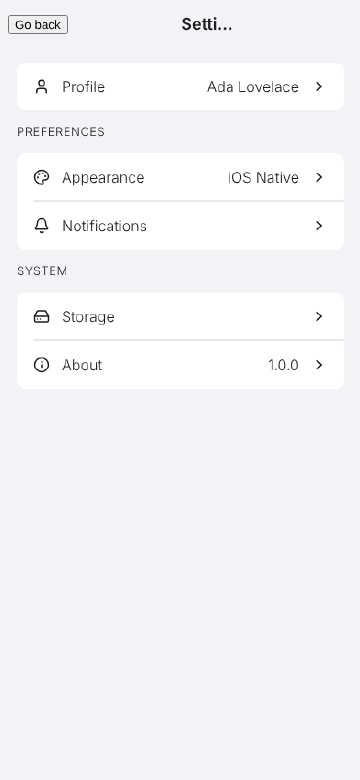 Go back
Setti...
Profile
Ada Lovelace
PREFERENCES
Appearance
iOS Native
Notifications
SYSTEM
Storage
About
1.0.0